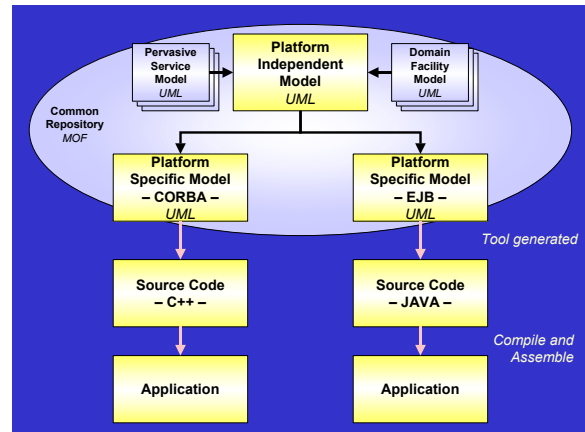 Pervasive
Service
Model
UML
Platform
Independent
Model
UML
Domain
Facility
Model
UML
Common
Repository
MOF
Platform
Specific Model
– CORBA –
UML
Platform
Specific Model
– EJB –
UML
Tool generated
Source Code
– C++ –
Source Code
– JAVA –
Compile and
Assemble
Application
Application